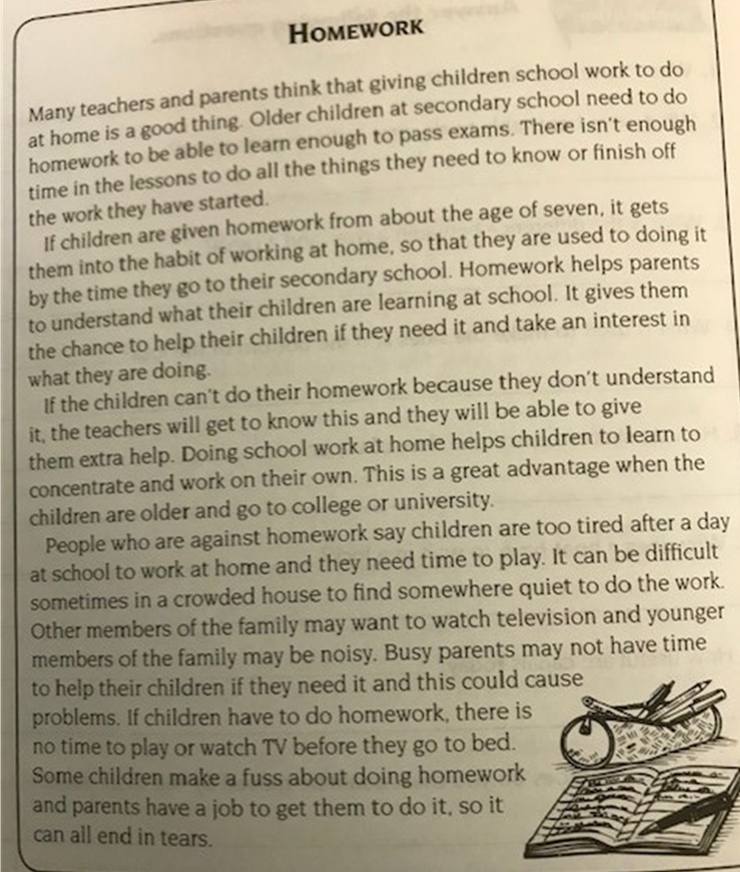 HOMEWORK
Many teachers and parents think that giving children school work to do
at home is a good thing. Older children at secondary school need to do
homework to be able to learn enough to pass exams. There isn't enough
time in the lessons to do all the things they need to know or finish off
the work they have started.
If children are given homework from about the age of seven, it gets
them into the habit of working at home, so that they are used to doing it
by the time they go to their secondary school. Homework helps parents
to understand what their children are learning at school. It gives them
the chance to help their children if they need it and take an interest in
what they are doing.
If the children can't do their homework because they don't understand
it, the teachers will get to know this and they will be able to give
them extra help. Doing school work at home helps children to learn to
concentrate and work on their own. This is a great advantage when the
children are older and go to college or university.
People who are against homework say children are too tired after a day
at school to work at home and they need time to play. It can be difficult
sometimes in a crowded house to find somewhere quiet to do the work.
Other members of the family may want to watch television and younger
members of the family may be noisy. Busy parents may not have time
to help their children if they need it and this could cause
problems. If children have to do homework, there is
no time to play or watch TV before they go to bed.
Some children make a fuss about doing homework
and parents have a job to get them to do it, so it
can all end in tears.